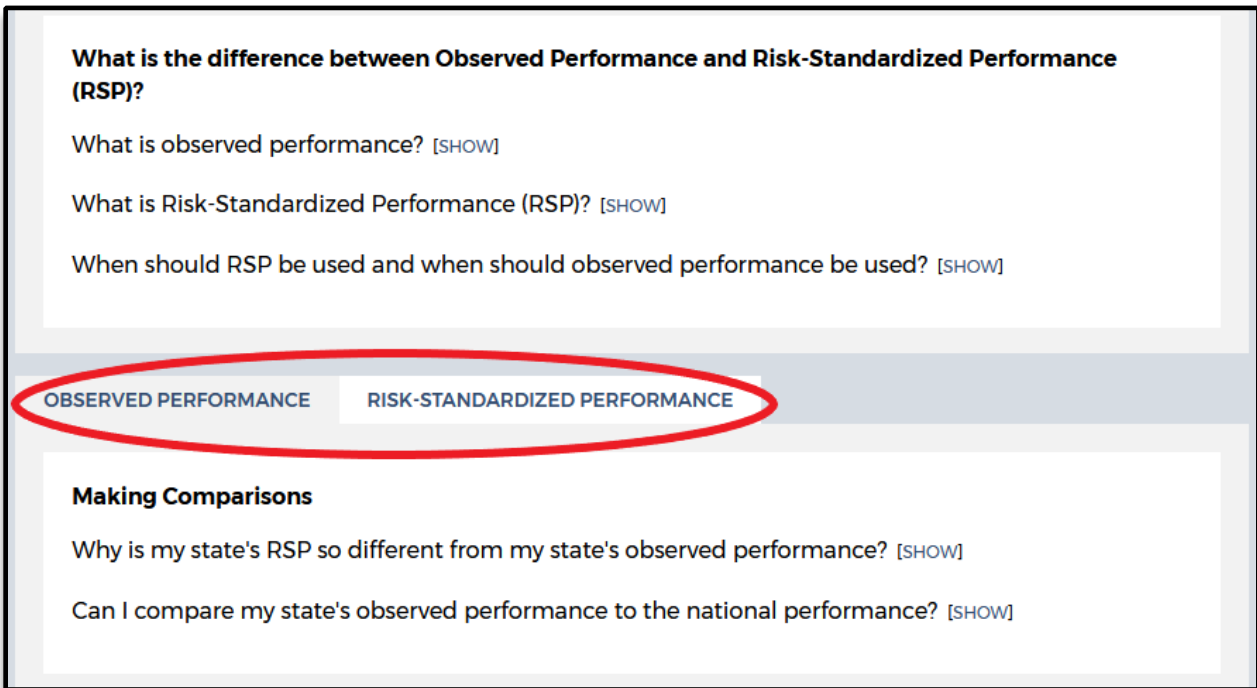 What is the difference between Observed Performance and Risk-Standardized Performance
(RSP)?
What is observed performance? [SHOW]
What is Risk-Standardized Performance (RSP)? [SHOW]
When should RSP be used and when should observed performance be used? [SHOW]
OBSERVED PERFORMANCE RISK-STANDARDIZED PERFORMANCE
Making Comparisons
Why is my state's RSP so different from my state's observed performance? [SHOW]
Can I compare my state's observed performance to the national performance? [SHOW]